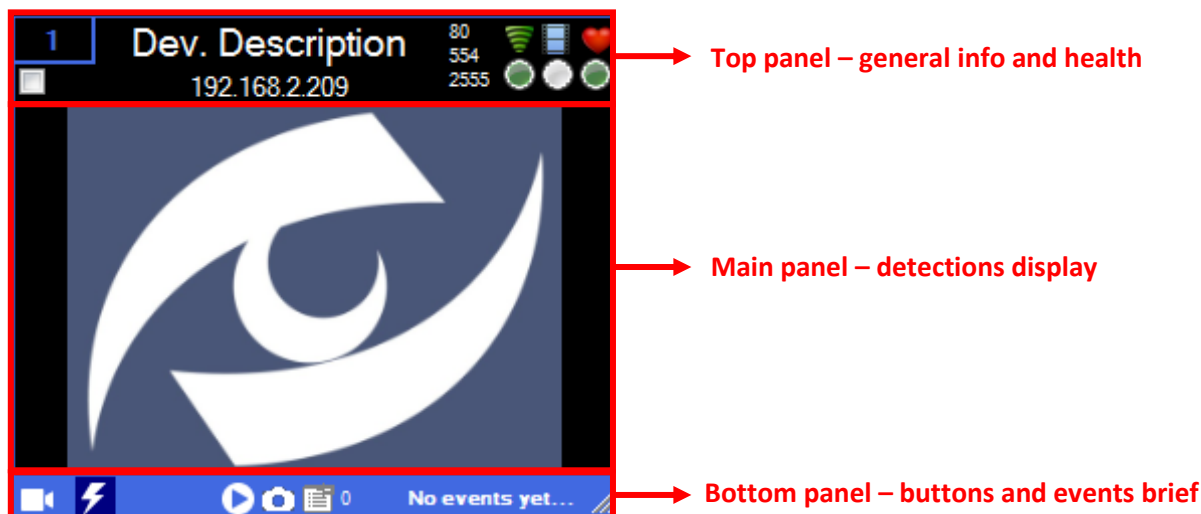 1
Dev. Description
192.168.2.209
80
554
2555
Top panel – general info and health
Main panel – detections display
0
No events yet...
Bottom panel – buttons and events brief